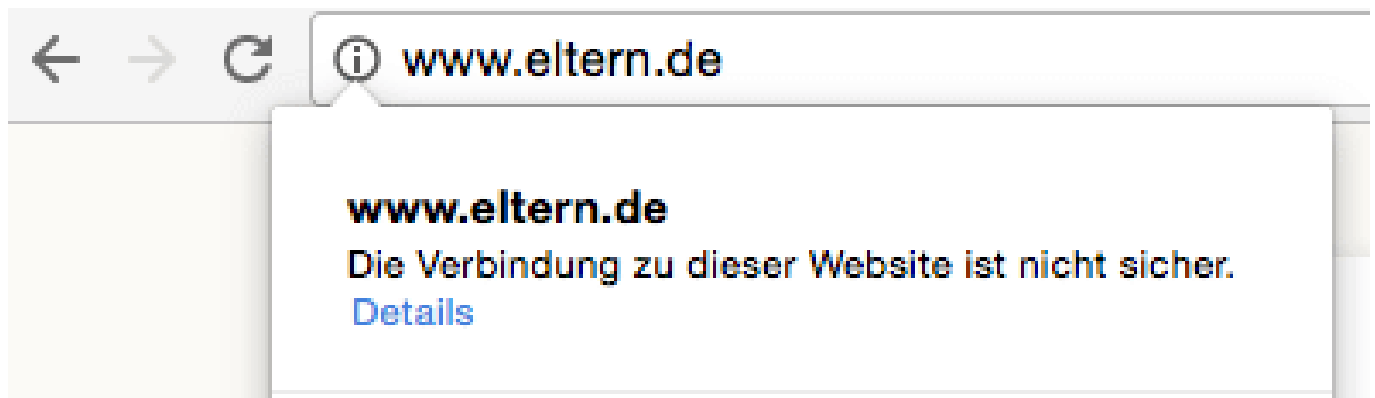 www.eltern.de
www.eltern.de
Die Verbindung zu dieser Website ist nicht sicher.
Details